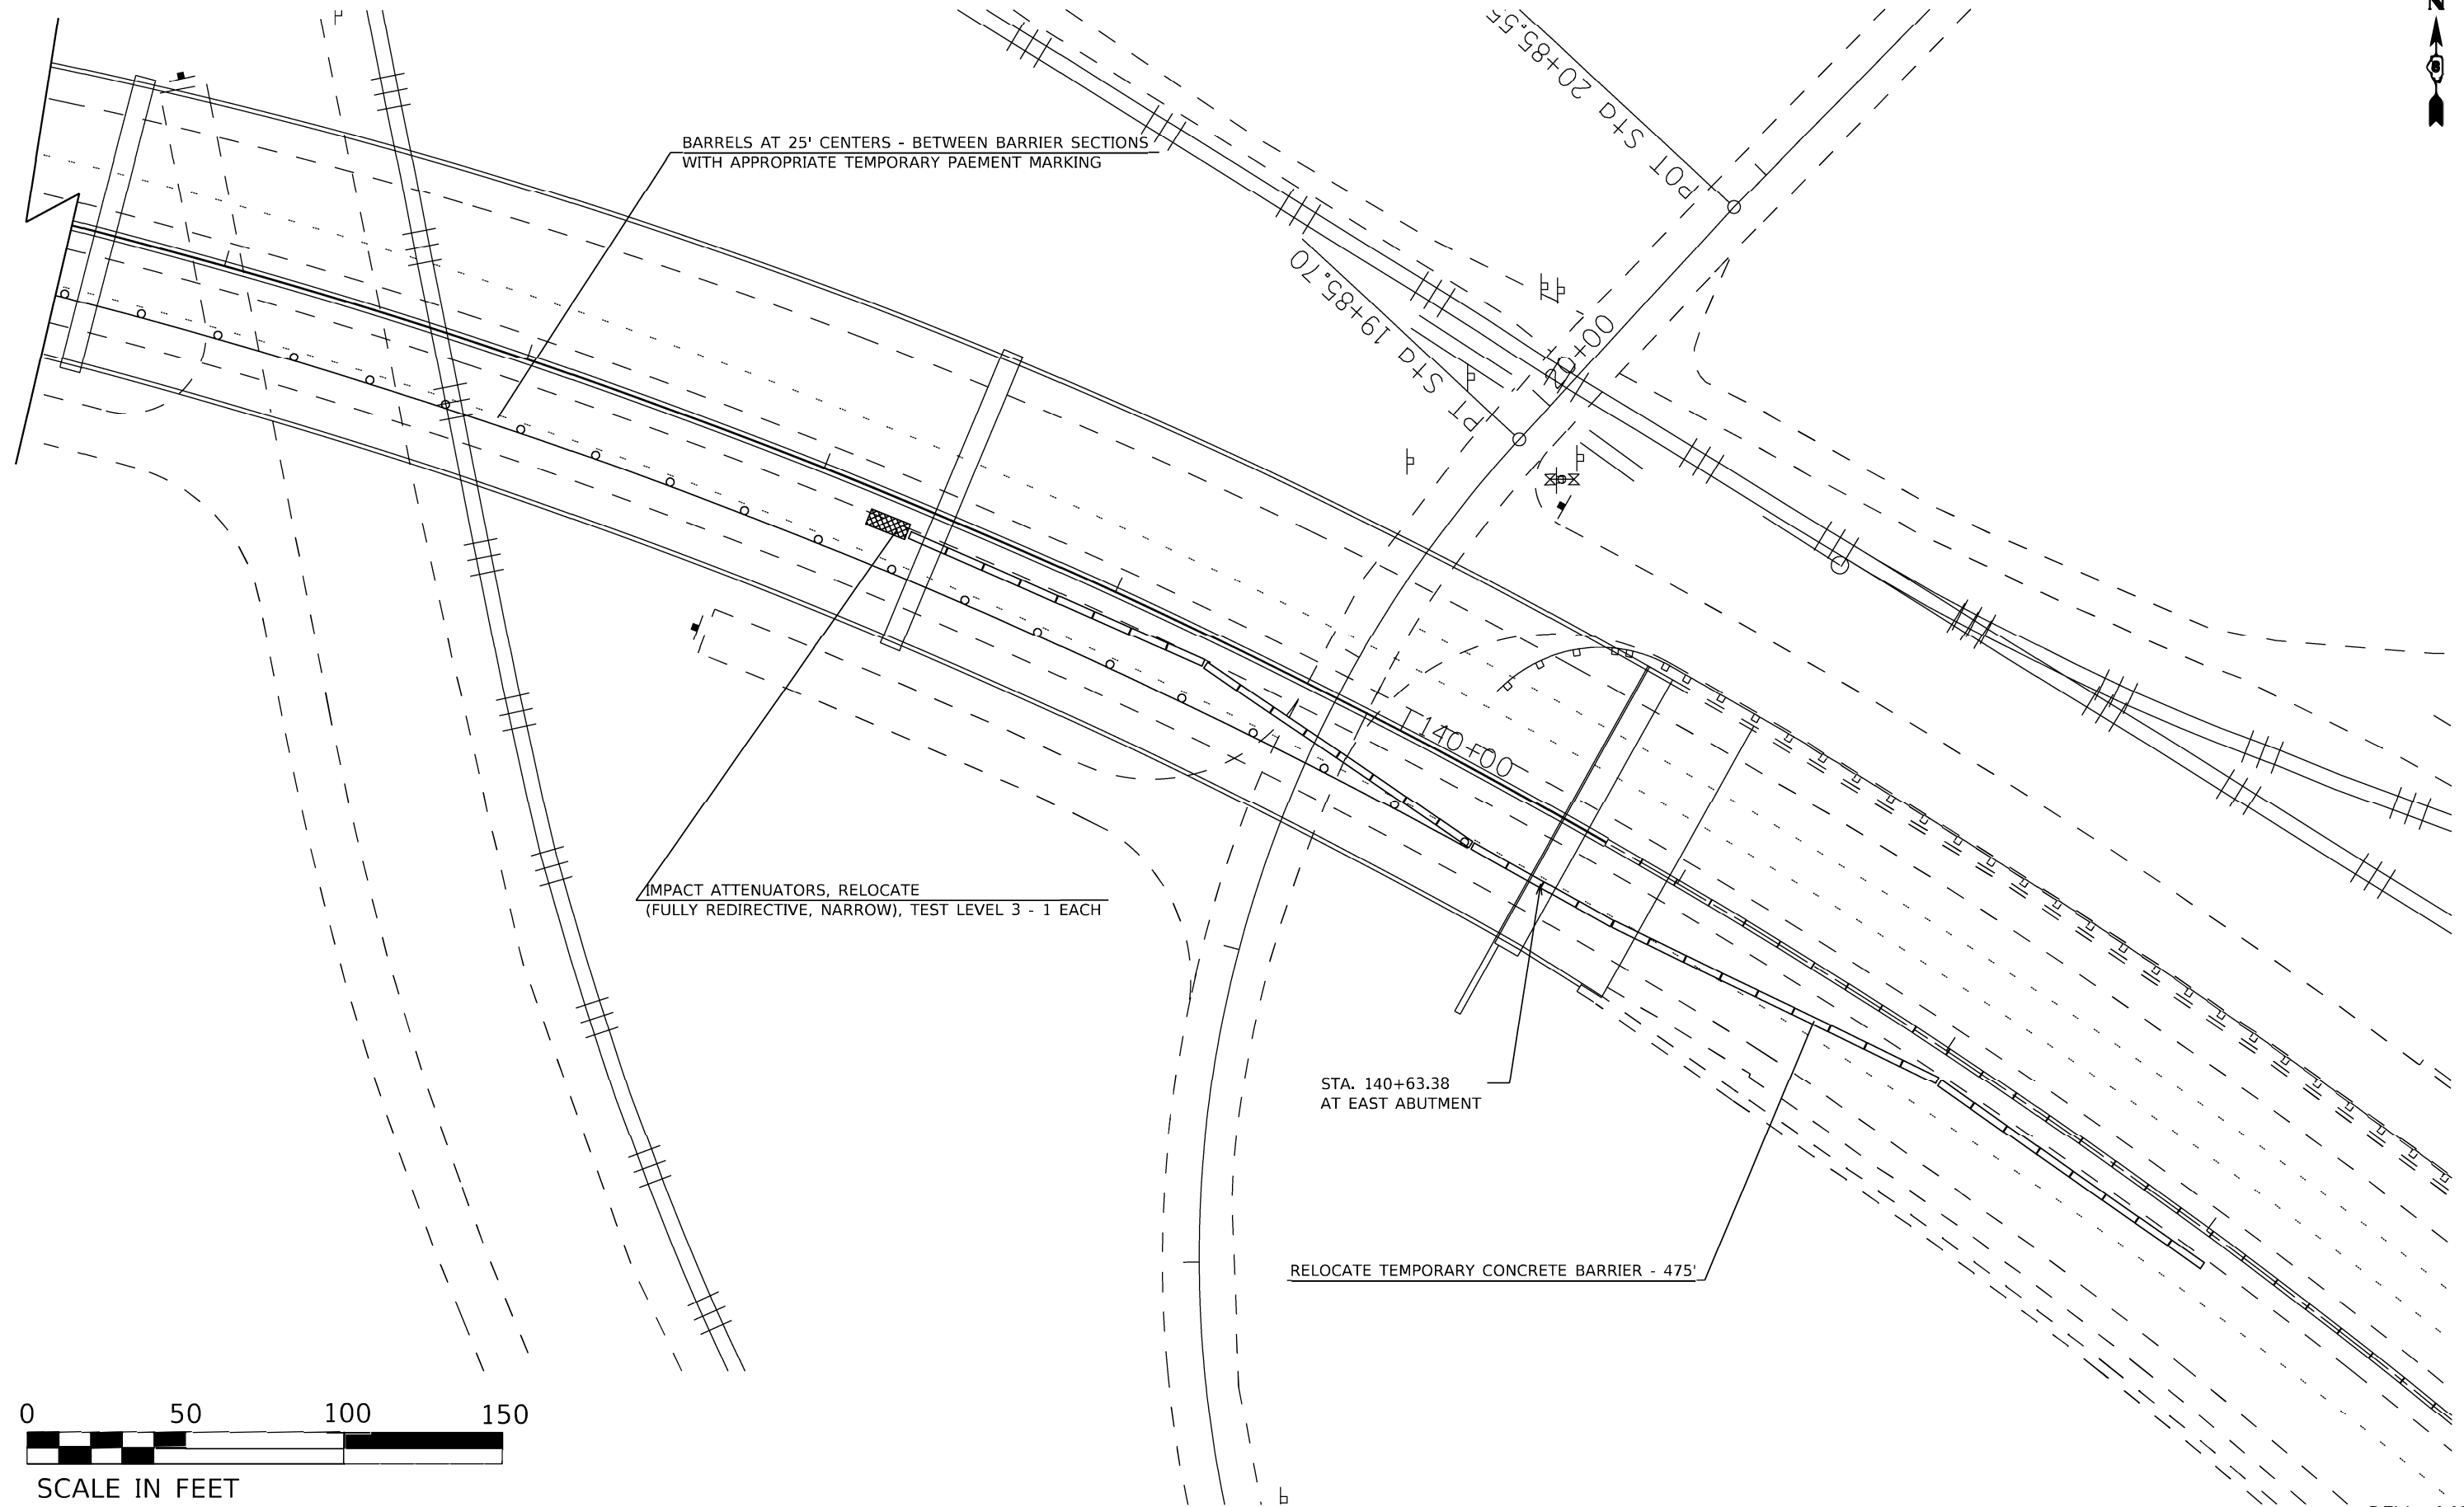 N
POT Sta 20+85.55
BARRELS AT 25' CENTERS - BETWEEN BARRIER SECTIONS
WITH APPROPRIATE TEMPORARY PAEMENT MARKING
PT Sta 19+85.70
20+00
140+00
IMPACT ATTENUATORS, RELOCATE
(FULLY REDIRECTIVE, NARROW), TEST LEVEL 3 - 1 EACH
STA. 140+63.38
AT EAST ABUTMENT
RELOCATE TEMPORARY CONCRETE BARRIER - 475'
0 50 100 150
SCALE IN FEET